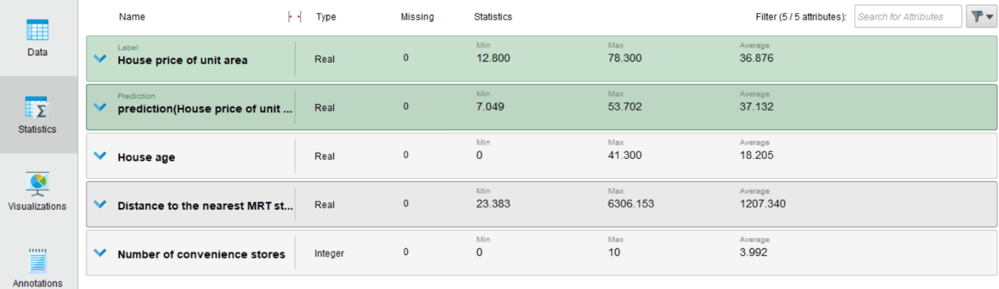 Name Type Missing Statistics Filter (5 / 5 attributes): Search for Attributes
Data
Label Min Max Average
House price of unit area Real 0 12.800 78.300 36.876
Prediction Min Max Average
prediction(House price of unit ... Real 0 7.049 53.702 37.132
Statistics
Min Max Average
House age Real 0 0 41.300 18.205
Min Max Average
Distance to the nearest MRT st... Real 0 23.383 6306.153 1207.340
Visualizations
Min Max Average
Number of convenience stores Integer 0 0 10 3.992
Annotations